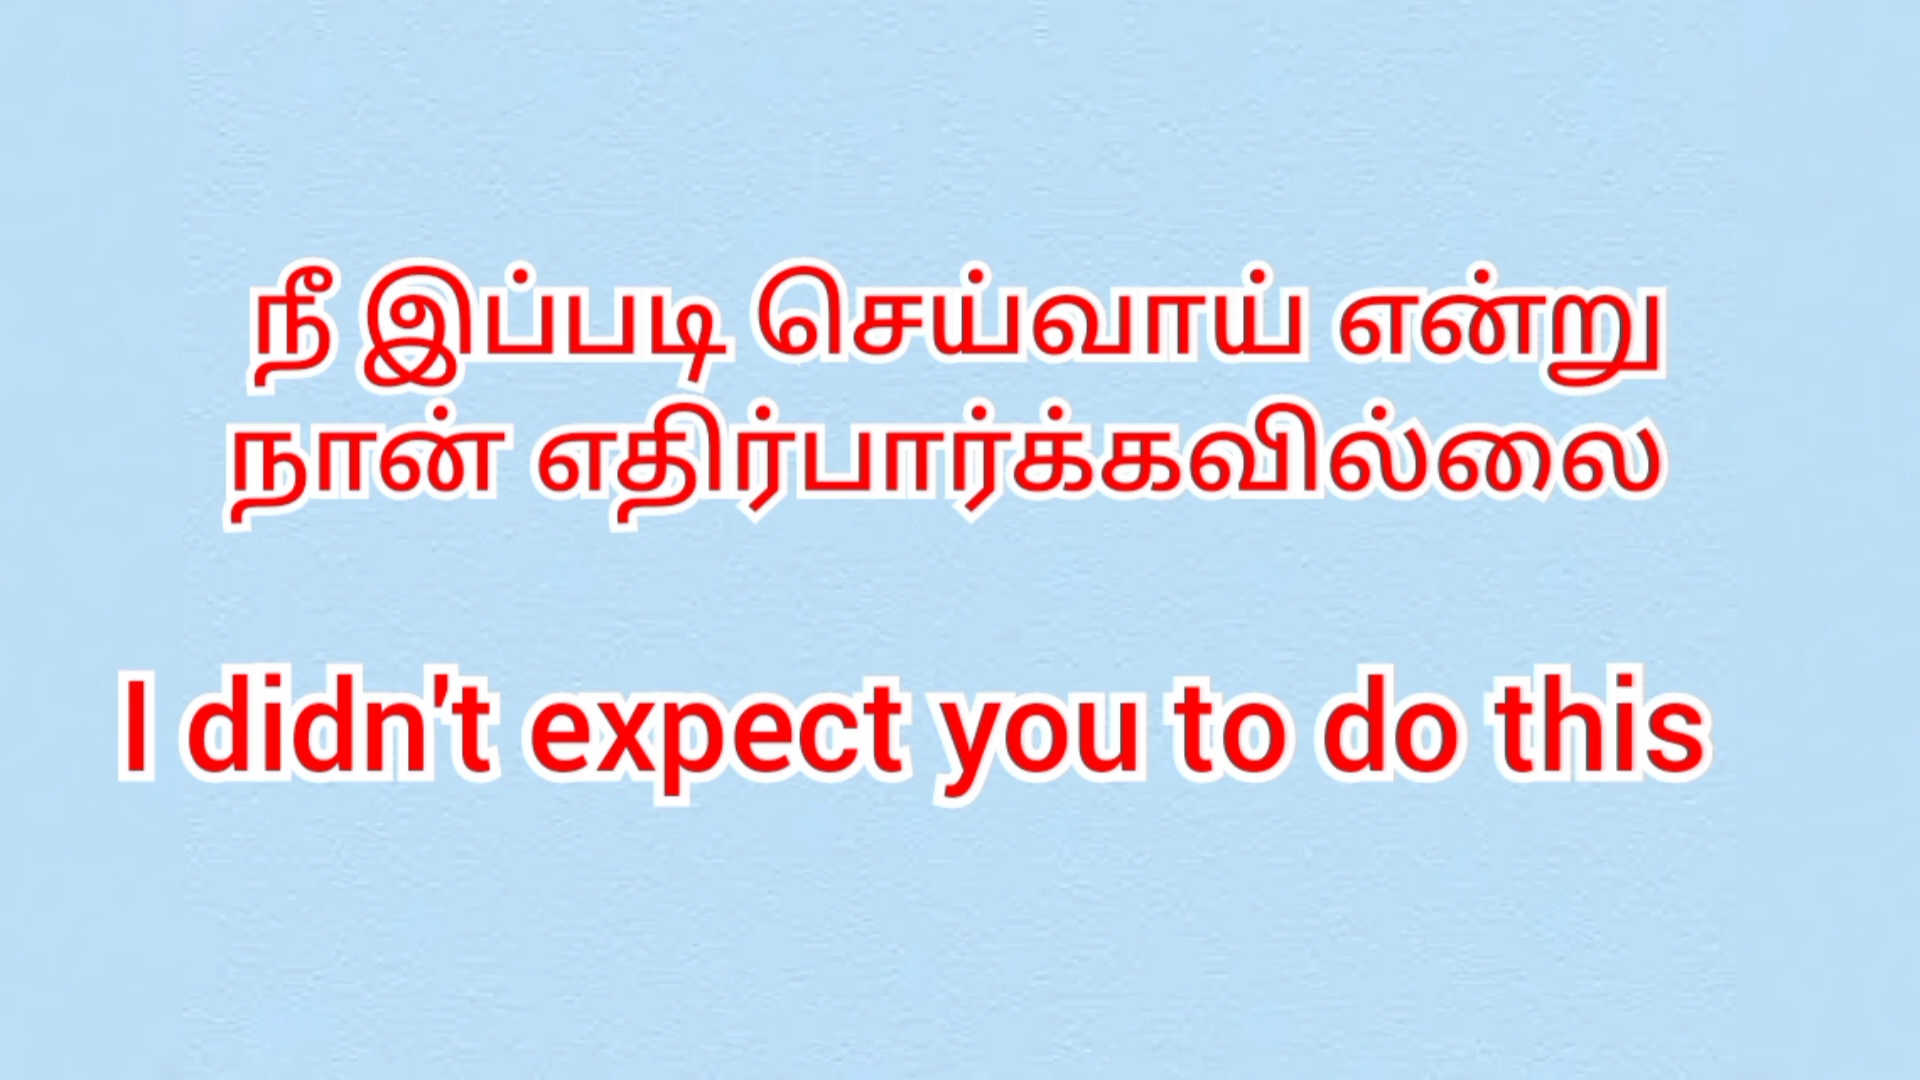 நீ இப்படி செய்வாய் என்று
நான் எதிர்பார்க்கவில்லை
I didn't expect you to do this